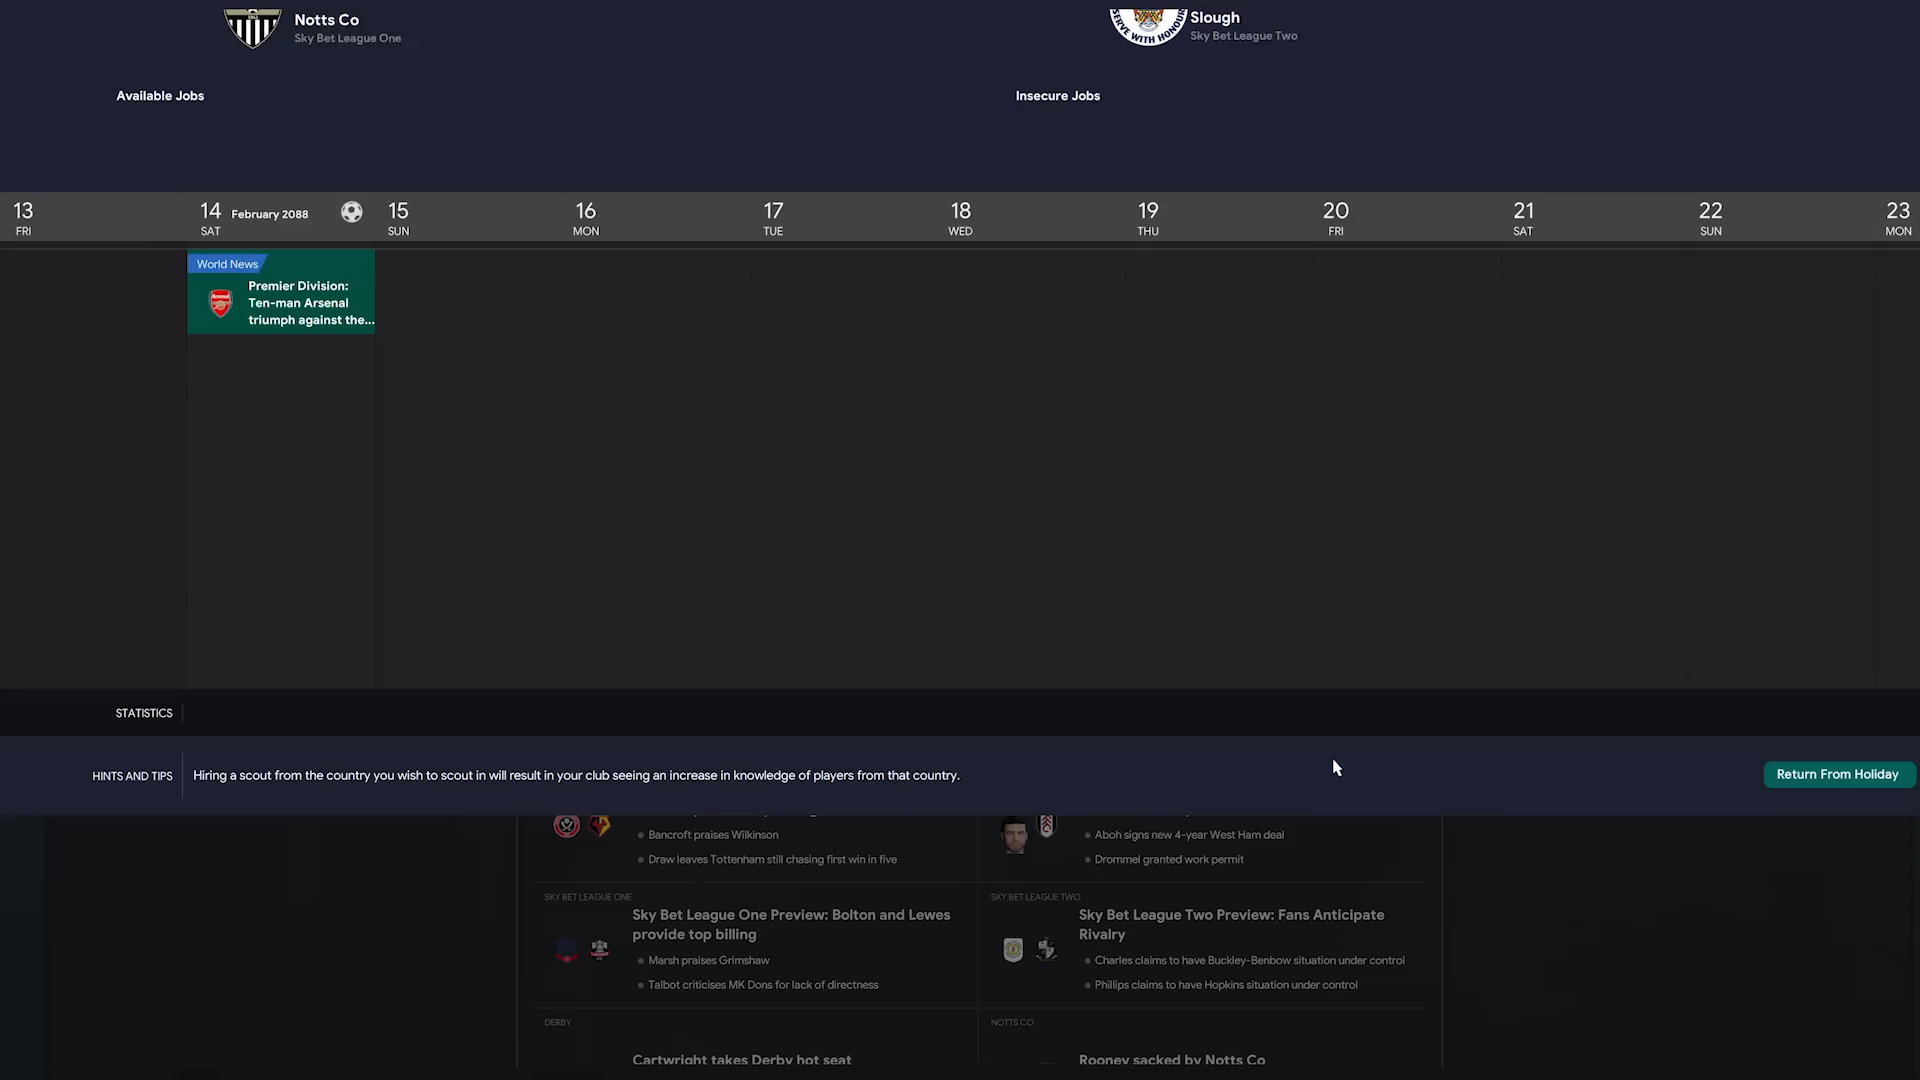 Notts Co
Sky Bet League One
SERVE WITH HONOUR
Slough
Sky Bet League Two
Available Jobs
Insecure Jobs
13
FRI
14 February 2088
SAT
15
SUN
16
MON
17
TUE
18
WED
19
THU
20
FRI
21
SAT
22
SUN
23
MON
World News
Premier Division:
Ten-man Arsenal
triumph against the...
STATISTICS
HINTS AND TIPS
Hiring a scout from the country you wish to scout in will result in your club seeing an increase in knowledge of players from that country.
Return From Holiday
Bancroft praises Wilkinson
Draw leaves Tottenham still chasing first win in five
Aboh signs new 4-year West Ham deal
Drommel granted work permit
SKY BET LEAGUE ONE
Sky Bet League One Preview: Bolton and Lewes
provide top billing
Marsh praises Grimshaw
Talbot criticises MK Dons for lack of directness
SKY BET LEAGUE TWO
Sky Bet League Two Preview: Fans Anticipate
Rivalry
Charles claims to have Buckley-Benbow situation under control
Phillips claims to have Hopkins situation under control
DERBY
Cartwright takes Derby hot seat
NOTTS CO
Rooney sacked by Notts Co